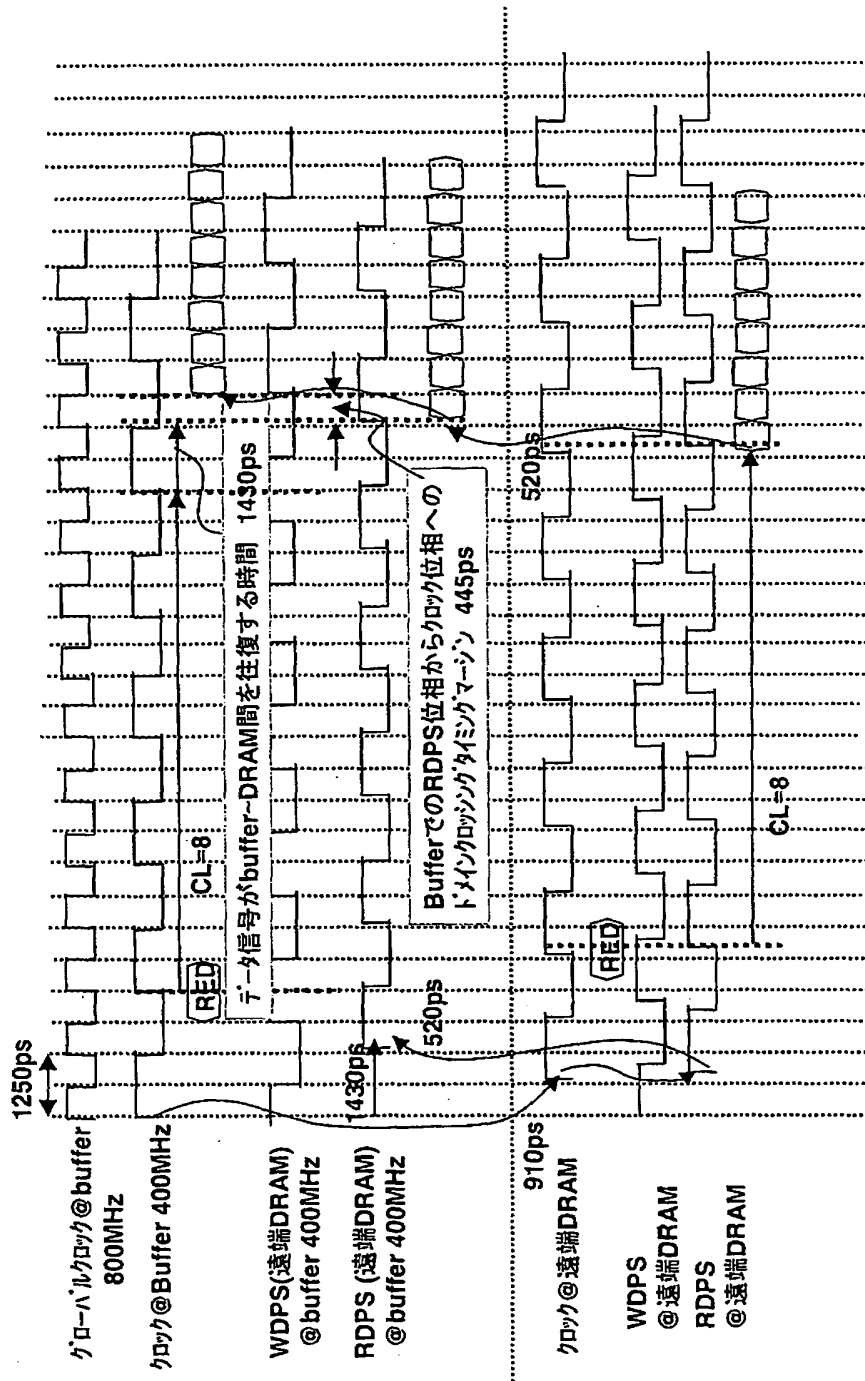 1250ps
グローバルクロック@buffer
800MHz
クロック@Buffer 400MHz
RED
CL=8
データ信号がbuffer~DRAM間を往復する時間 1430ps
WDPS(遠端DRAM)
@buffer 400MHz
RDPS (遠端DRAM)
@buffer 400MHz
1430ps
520ps
BufferでのRDPS位相からクロック位相への
ドメインクロッシングタイミングマージン 445ps
910ps
クロック@遠端DRAM
520ps
RED
WDPS
@遠端DRAM
RDPS
@遠端DRAM
CL=8